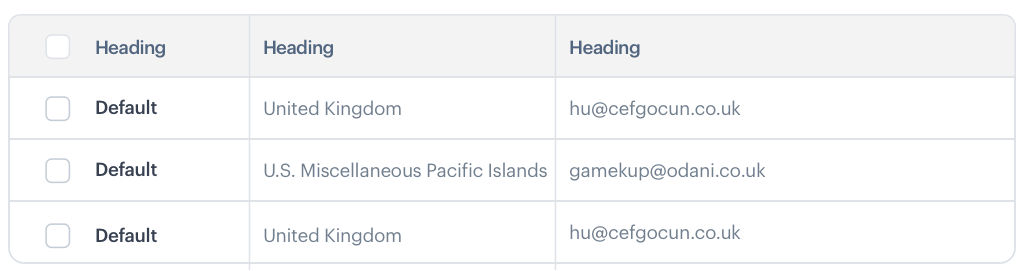 Heading Heading Heading
Default United Kingdom hu@cefgocun.co.uk
Default U.S. Miscellaneous Pacific Islands gamekup@odani.co.uk
Default United Kingdom hu@cefgocun.co.uk